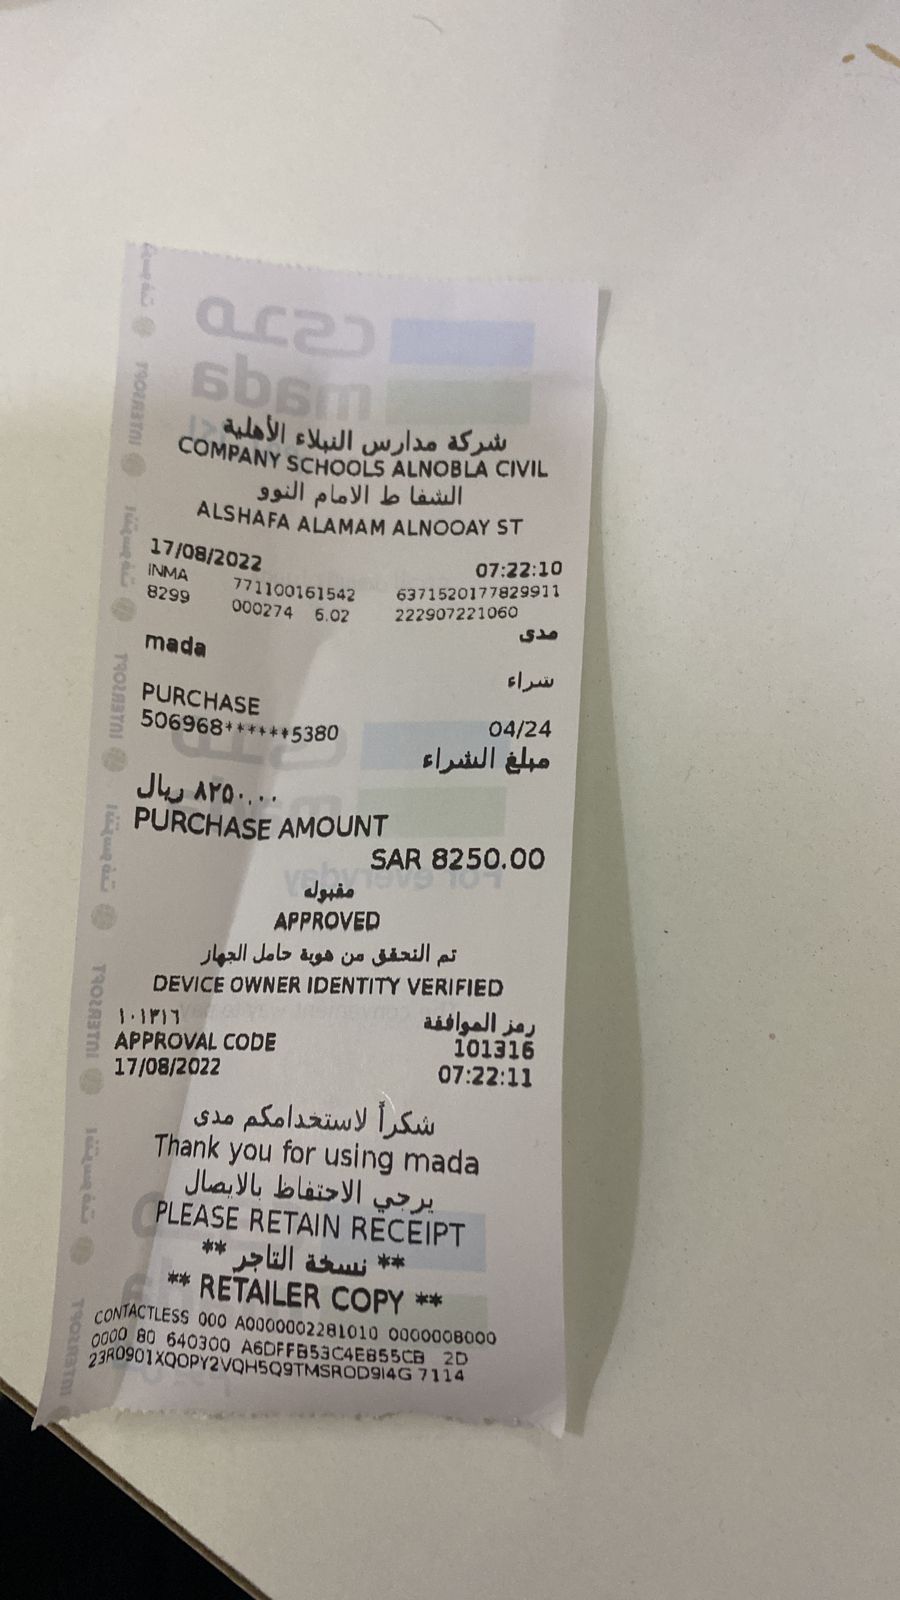 شركة مدارس النبلاء الأهلية
COMPANY SCHOOLS ALNOBLA CIVIL
الشفا ط الامام النوو
ALSHAFA ALAMAM ALNOOAY ST
17/08/2022 07:22:10
INMA 771100161542 6371520177829911
8299 000274 6.02 222907221060
mada مدى
شراء
PURCHASE
506968******5380 04/24
مبلغ الشراء
٨٢٥٠.٠٠ ريال
PURCHASE AMOUNT
SAR 8250.00
مقبوله
APPROVED
تم التحقق من هوية حامل الجهاز
DEVICE OWNER IDENTITY VERIFIED
١٠١٣١٦ رمز الموافقة
APPROVAL CODE 101316
17/08/2022 07:22:11
شكراً لاستخدامكم مدى
Thank you for using mada
يرجي الاحتفاظ بالايصال
PLEASE RETAIN RECEIPT
** نسخة التاجر **
** RETAILER COPY **
CONTACTLESS 000 A0000002281010 0000008000
0000 80 640300 A6DFFB53C4E855CB 2D
23R0901XQOPY2VQH5Q9TMSROD9I4G 7114